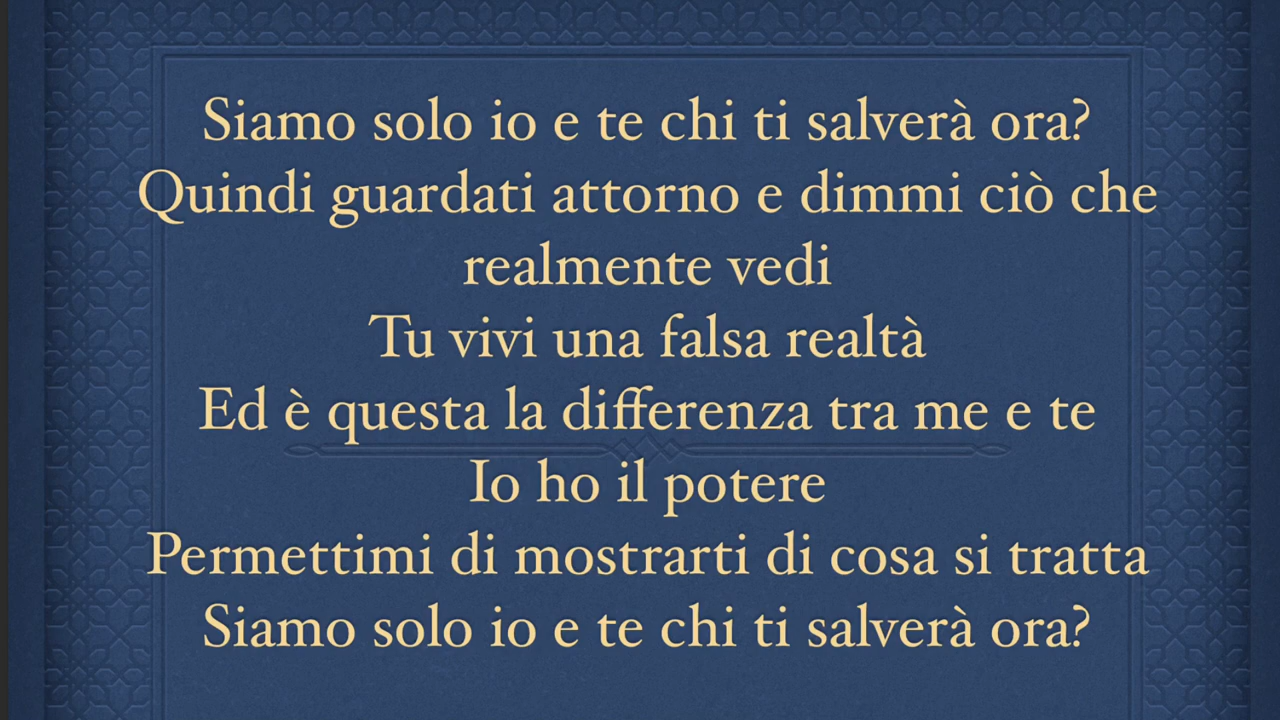 Siamo solo io e te chi ti salverà ora?
Quindi guardati attorno e dimmi ciò che
realmente vedi
Tu vivi una falsa realtà
Ed è questa la differenza tra me e te
Io ho il potere
Permettimi di mostrarti di cosa si tratta
Siamo solo io e te chi ti salverà ora?